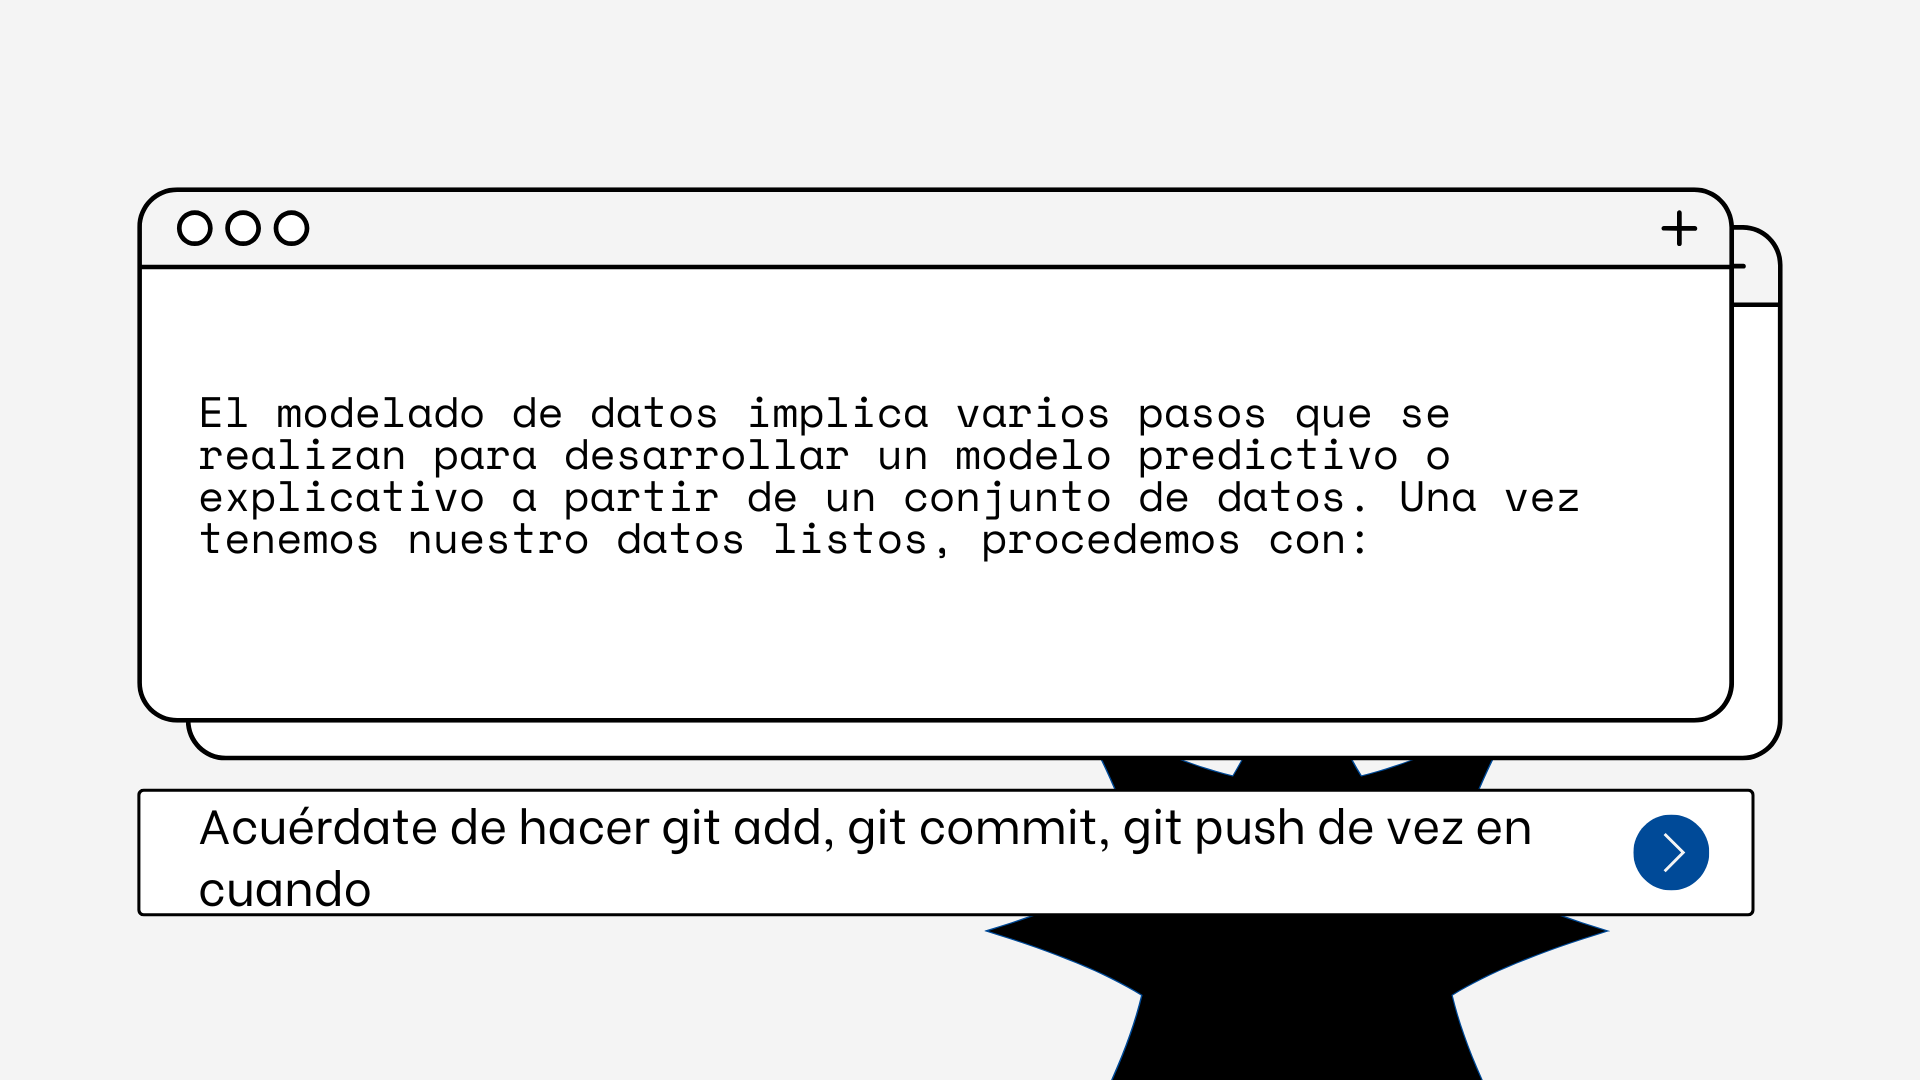 El modelado de datos implica varios pasos que se
realizan para desarrollar un modelo predictivo o
explicativo a partir de un conjunto de datos. Una vez
tenemos nuestro datos listos, procedemos con:
Acuérdate de hacer git add, git commit, git push de vez en
cuando